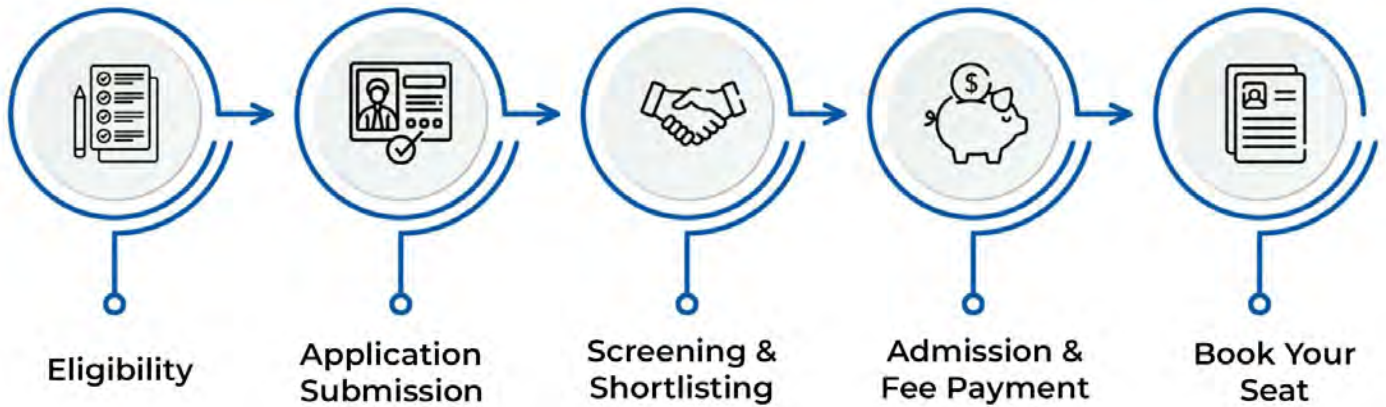 $
Eligibility
Application
Submission
Screening &
Shortlisting
Admission &
Fee Payment
Book Your
Seat